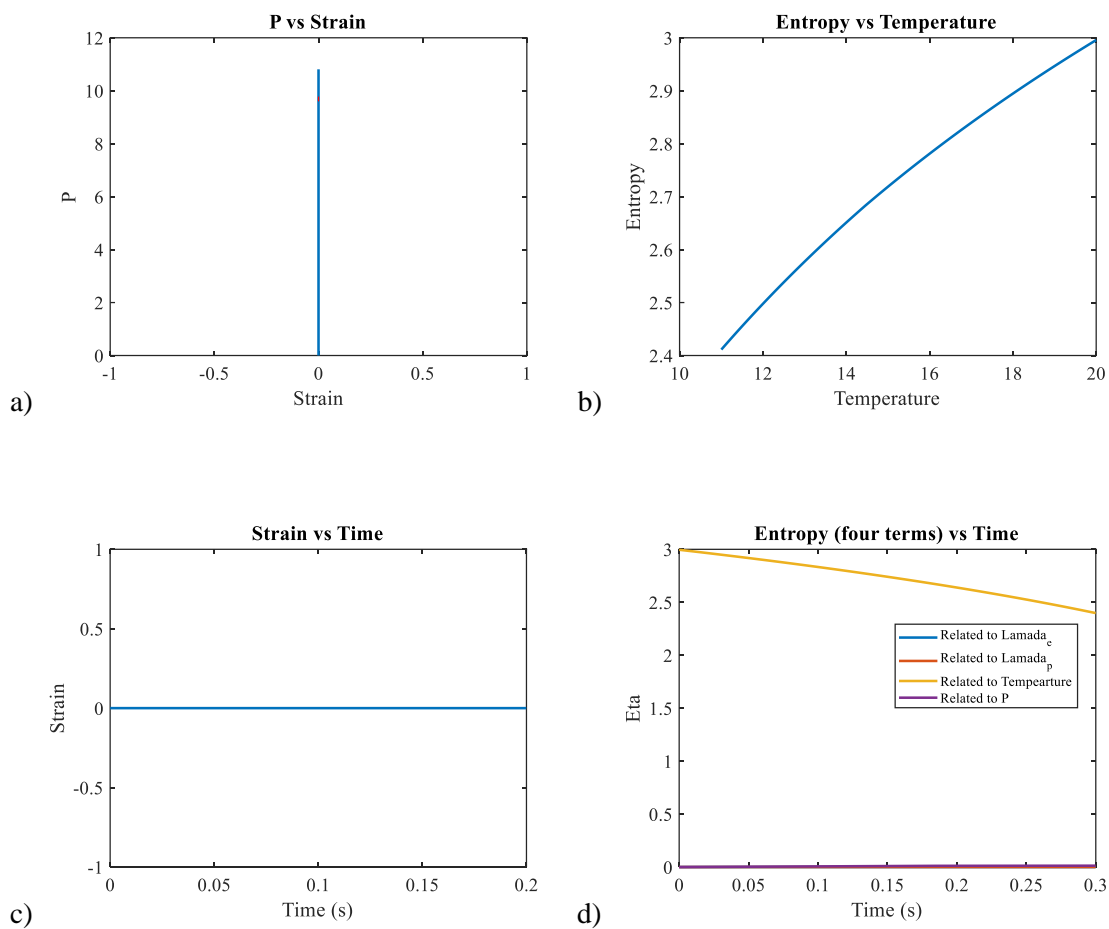 P vs Strain
12
10
8
6
4
2
0
P
-1 -0.5 0 0.5 1
Strain
a)
Entropy vs Temperature
3
2.9
2.8
2.7
2.6
2.5
2.4
Entropy
10 12 14 16 18 20
Temperature
b)
Strain vs Time
1
0.5
0
-0.5
-1
Strain
0 0.05 0.1 0.15 0.2
Time (s)
c)
Entropy (four terms) vs Time
3
2.5
2
1.5
1
0.5
0
Eta
Related to Lamada_e
Related to Lamada_p
Related to Tempearture
Related to P
0 0.05 0.1 0.15 0.2 0.25 0.3
Time (s)
d)